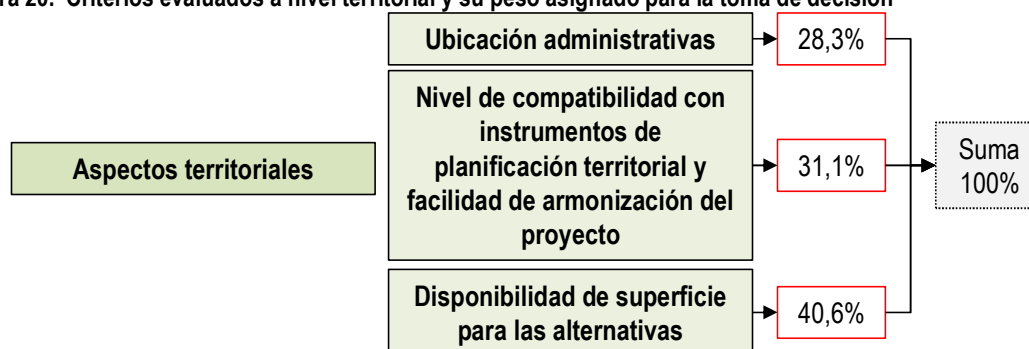 ra 20. Criterios evaluados a nivel territorial y su peso asignado para la toma de decisión
Ubicación administrativas
28,3%
Nivel de compatibilidad con
instrumentos de
planificación territorial y
facilidad de armonización del
proyecto
31,1%
Aspectos territoriales
Suma
100%
Disponibilidad de superficie
para las alternativas
40,6%